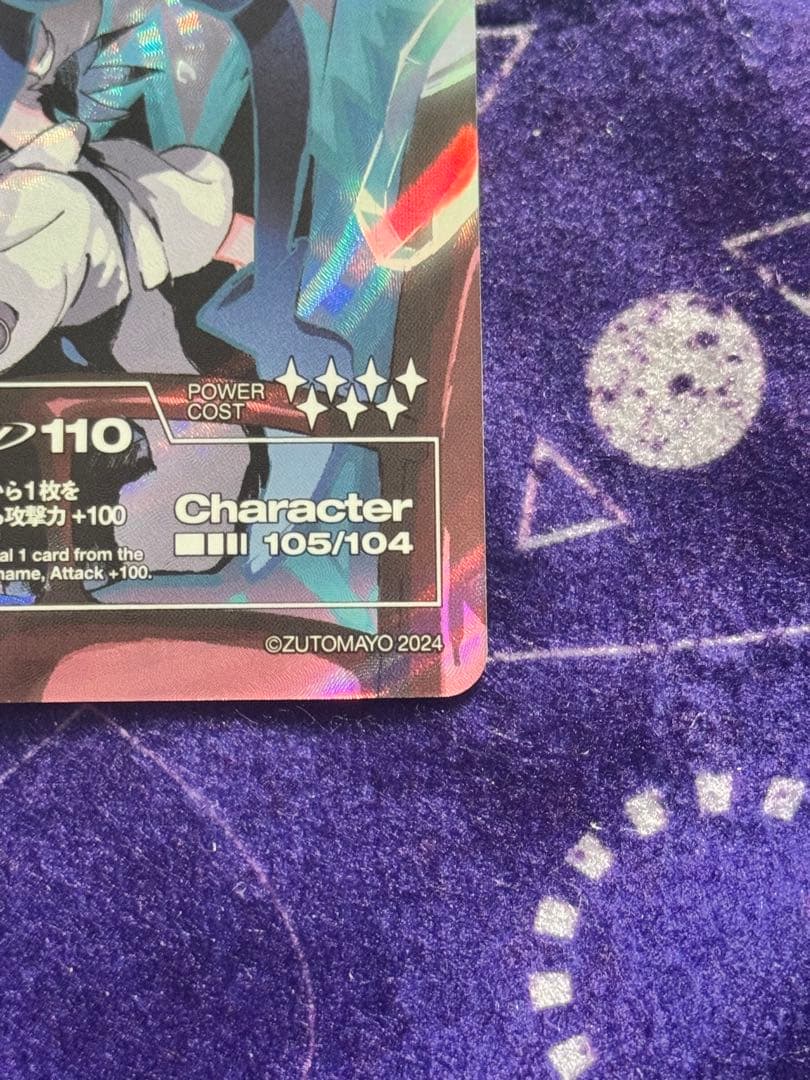 POWER
COST
110
ら1枚を
攻撃力 +100
Character
105/104
al 1 card from the
name, Attack +100.
©ZUTOMAYO 2024